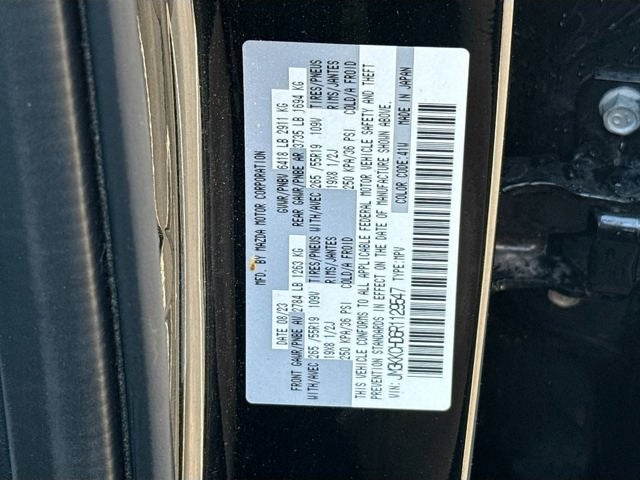 MFD. BY MAZDA MOTOR CORPORATION
DATE 08/23 GVWR/PNBV 6418 LB 2911 KG
FRONT GAWR/PNBE AV 2784 LB 1263 KG REAR GAWR/PNBE AR 3735 LB 1694 KG
WITH/AVEC 265 /55R19 109V TIRES/PNEUS WITH/AVEC 265 /55R19 109V TIRES/PNEUS
19X8 1/2J RIMS/JANTES 19X8 1/2J RIMS/JANTES
250 KPA/36 PSI COLD/A FROID 250 KPA/36 PSI COLD/A FROID
THIS VEHICLE CONFORMS TO ALL APPLICABLE FEDERAL MOTOR VEHICLE SAFETY AND THEFT
PREVENTION STANDARDS IN EFFECT ON THE DATE OF MANUFACTURE SHOWN ABOVE.
VIN: JM3KKCHD6R1129547 TYPE:MPV COLOR CODE:41W MADE IN JAPAN